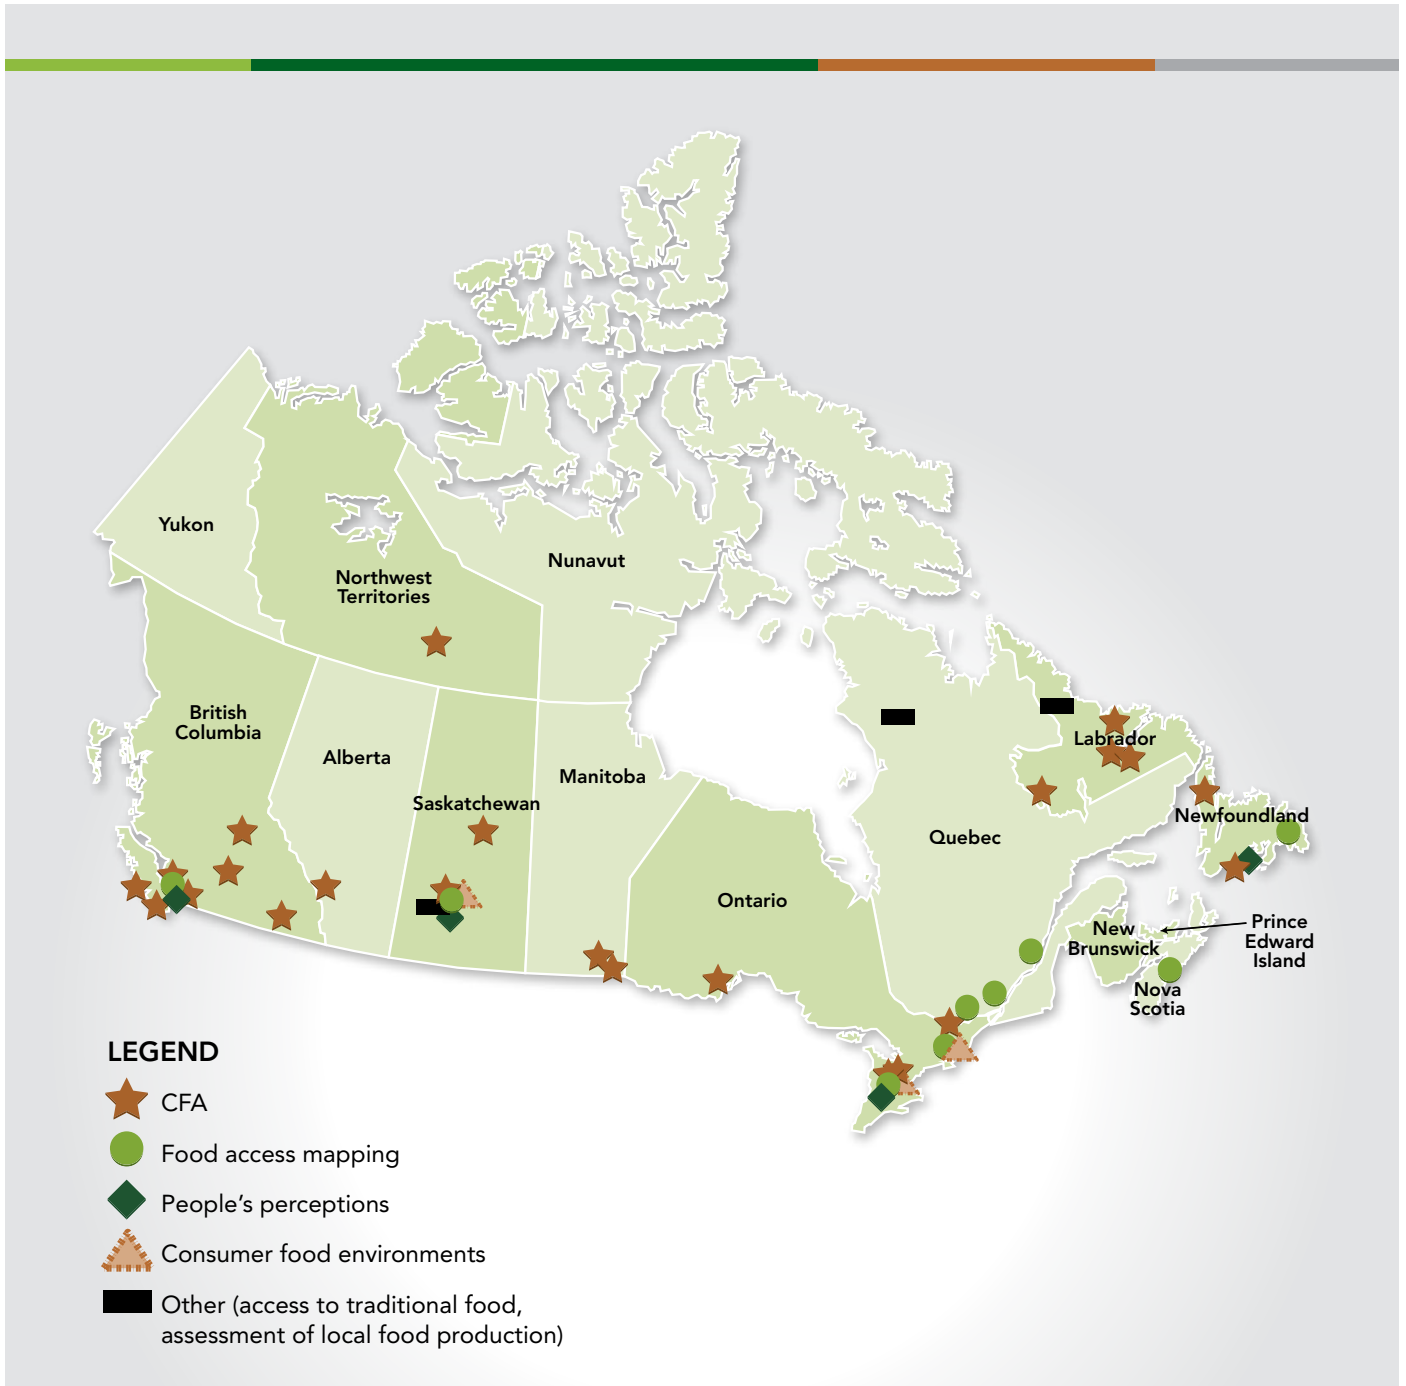 Yukon
Northwest
Territories
Nunavut
British
Columbia
Alberta
Saskatchewan
Manitoba
Ontario
Quebec
Labrador
Newfoundland
New
Brunswick
Prince
Edward
Island
Nova
Scotia
LEGEND
CFA
Food access mapping
People’s perceptions
Consumer food environments
Other (access to traditional food,
assessment of local food production)